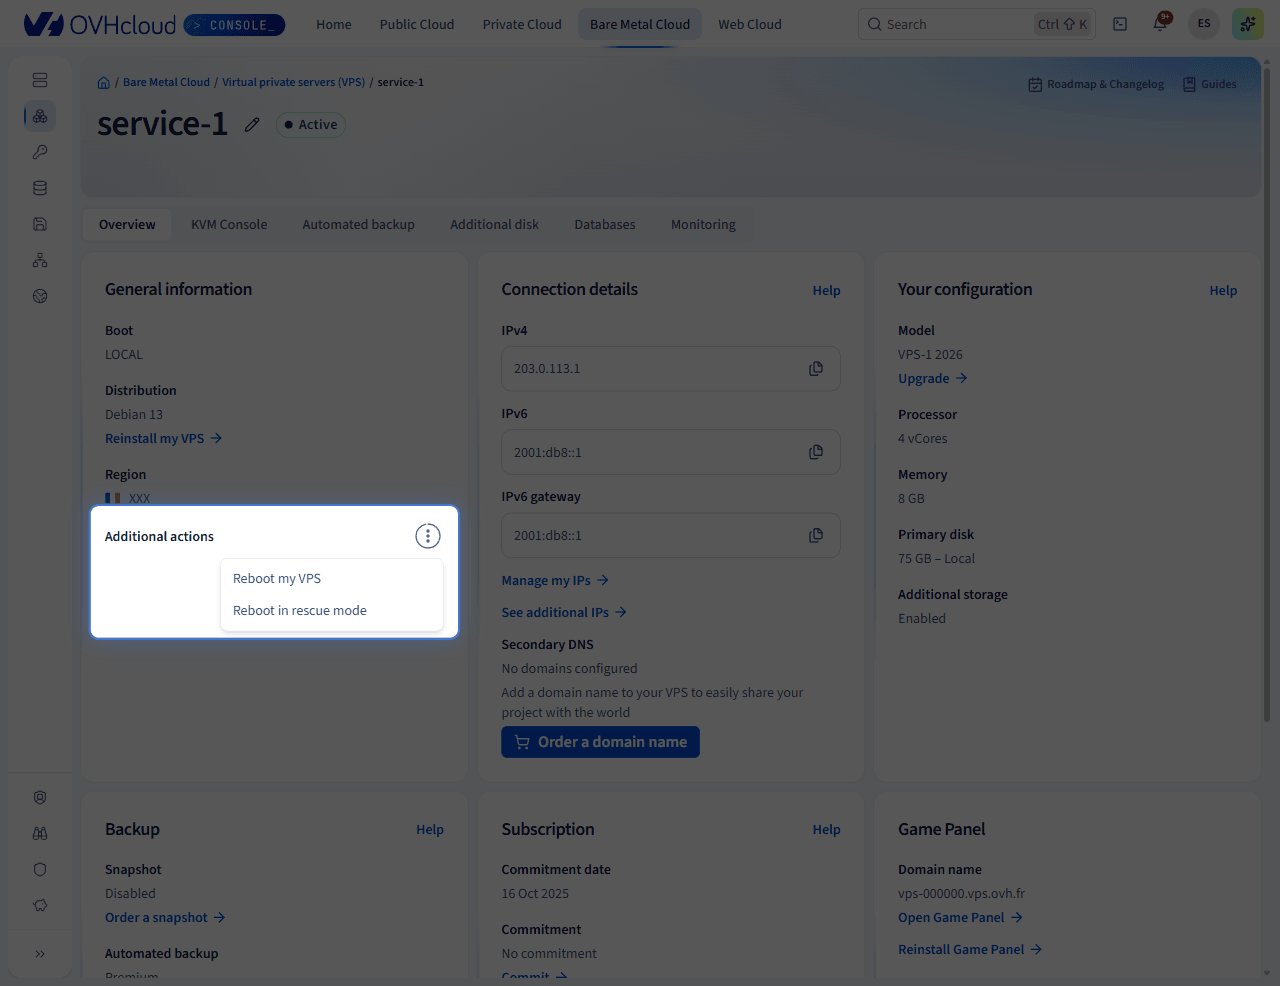 OVHcloud
CONSOLE_
Home
Public Cloud
Private Cloud
Bare Metal Cloud
Web Cloud
Search
Ctrl K
9+
ES
/ Bare Metal Cloud / Virtual private servers (VPS) / service-1
Roadmap & Changelog
Guides
service-1
Active
Overview
KVM Console
Automated backup
Additional disk
Databases
Monitoring
General information
Boot
LOCAL
Distribution
Debian 13
Reinstall my VPS
Region
XXX
Additional actions
Reboot my VPS
Reboot in rescue mode
Connection details
Help
IPv4
203.0.113.1
IPv6
2001:db8::1
IPv6 gateway
2001:db8::1
Manage my IPs
See additional IPs
Secondary DNS
No domains configured
Add a domain name to your VPS to easily share your
project with the world
Order a domain name
Your configuration
Help
Model
VPS-1 2026
Upgrade
Processor
4 vCores
Memory
8 GB
Primary disk
75 GB – Local
Additional storage
Enabled
Backup
Help
Snapshot
Disabled
Order a snapshot
Automated backup
Premium
Subscription
Help
Commitment date
16 Oct 2025
Commitment
No commitment
Commit
Game Panel
Domain name
vps-000000.vps.ovh.fr
Open Game Panel
Reinstall Game Panel